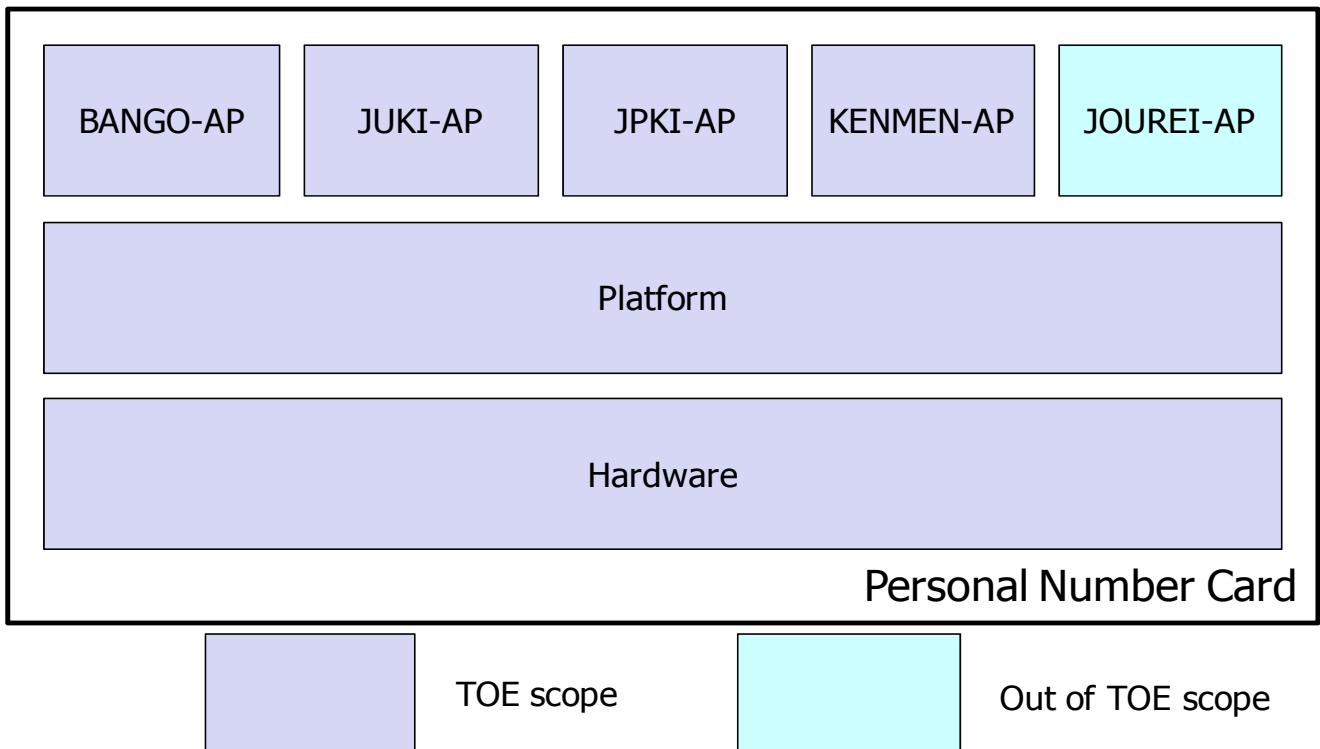 BANGO-AP
JUKI-AP
JPKI-AP
KENMEN-AP
JOUREI-AP
Platform
Hardware
Personal Number Card
TOE scope
Out of TOE scope